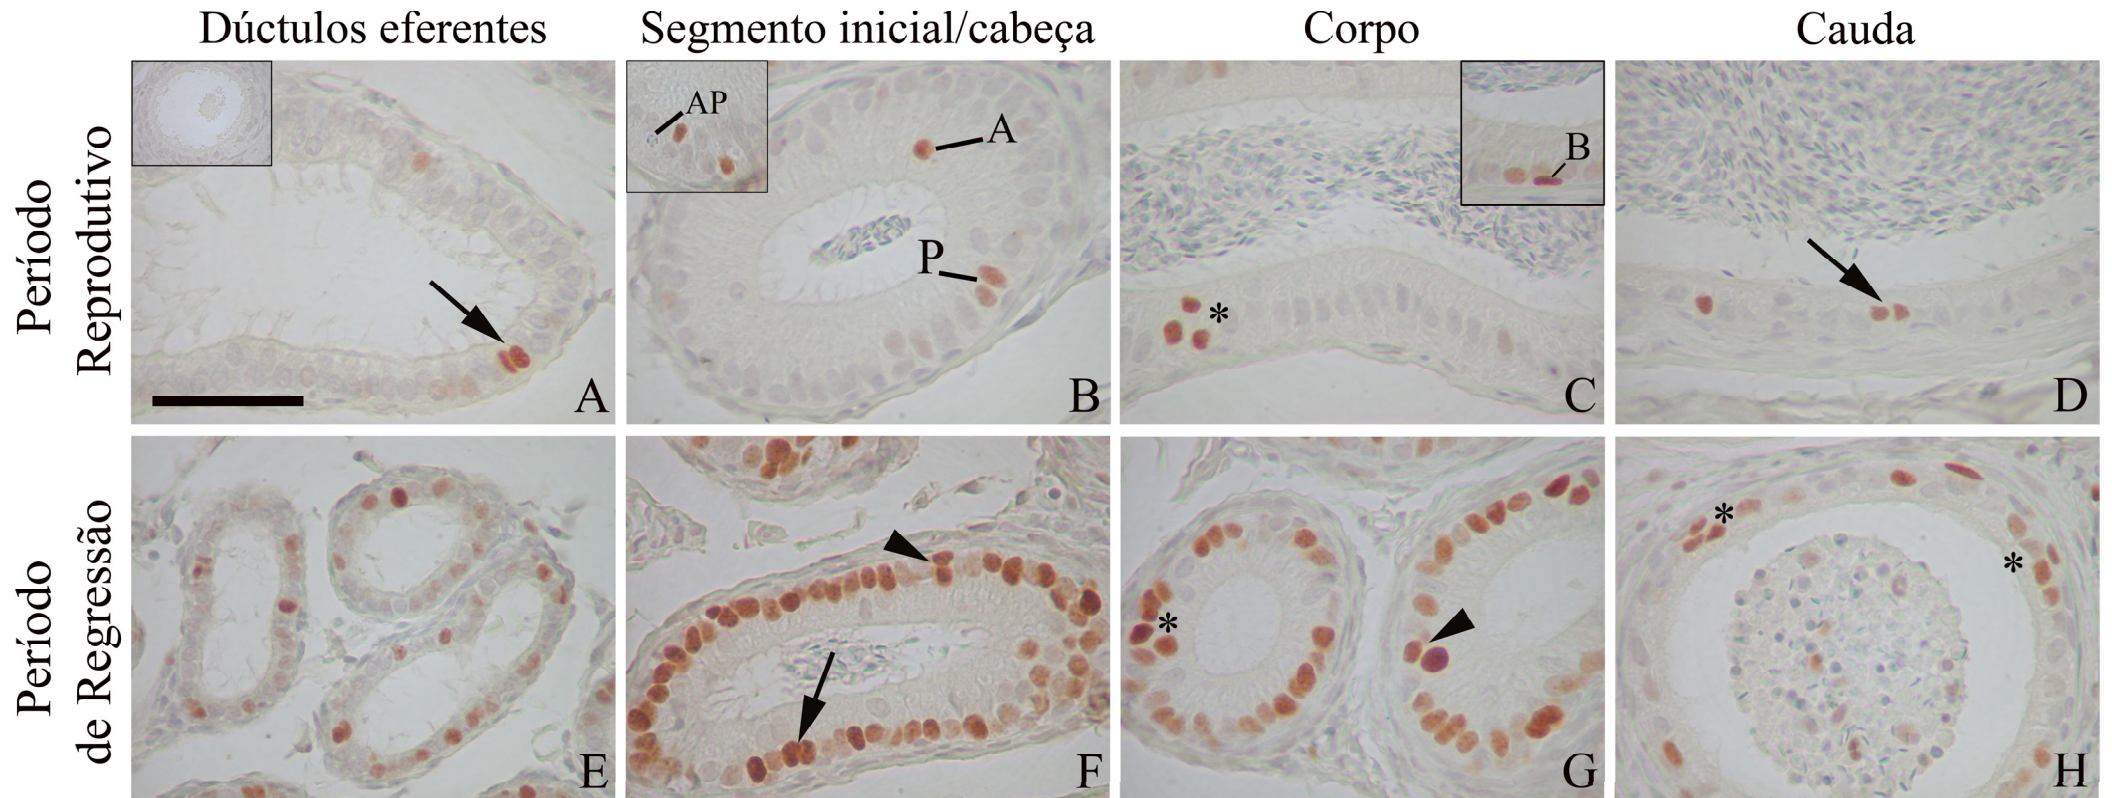 Dúctulos eferentes
Segmento inicial/cabeça
Corpo
Cauda
Período
Reprodutivo
AP
A
P
B
*
A
B
C
D
Período
de Regressão
*
*
*
E
F
G
H